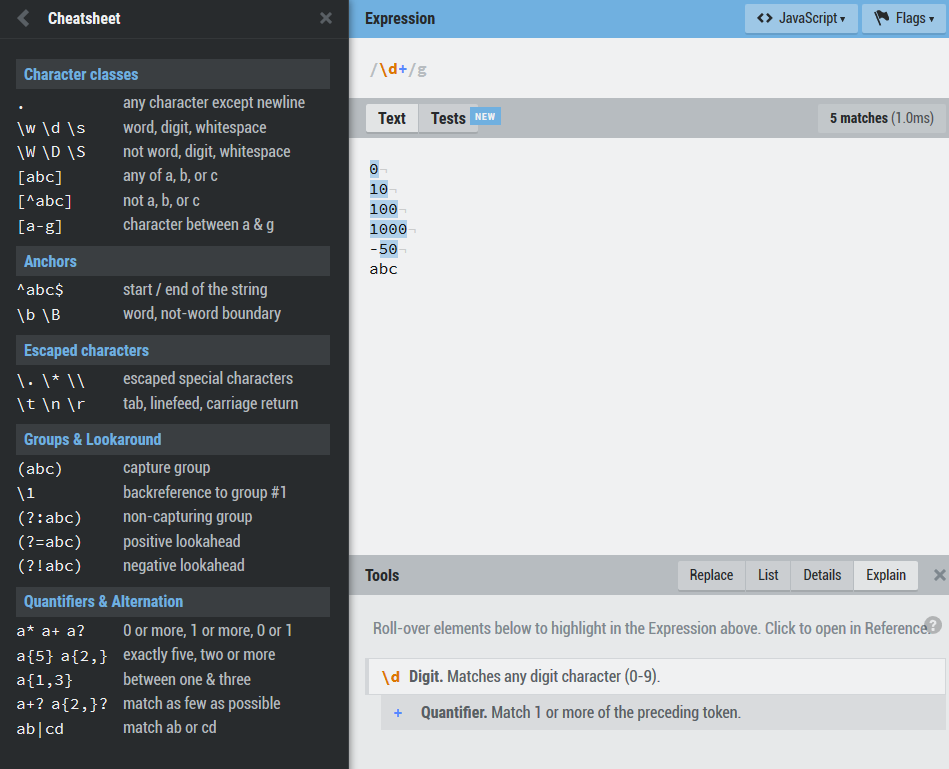 Cheatsheet
Character classes
. any character except newline
\w \d \s word, digit, whitespace
\W \D \S not word, digit, whitespace
[abc] any of a, b, or c
[^abc] not a, b, or c
[a-g] character between a & g
Anchors
^abc$ start / end of the string
\b \B word, not-word boundary
Escaped characters
\. \* \\ escaped special characters
\t \n \r tab, linefeed, carriage return
Groups & Lookaround
(abc) capture group
\1 backreference to group #1
(?:abc) non-capturing group
(?=abc) positive lookahead
(?!abc) negative lookahead
Quantifiers & Alternation
a* a+ a? 0 or more, 1 or more, 0 or 1
a{5} a{2,} exactly five, two or more
a{1,3} between one & three
a+? a{2,}? match as few as possible
ab|cd match ab or cd
Expression
<> JavaScript ▾ Flags ▾
/\d+/g
Text Tests NEW 5 matches (1.0ms)
0¬
10¬
100¬
1000¬
-50¬
abc
Tools Replace List Details Explain
Roll-over elements below to highlight in the Expression above. Click to open in Reference.
?
\d Digit. Matches any digit character (0-9).
+ Quantifier. Match 1 or more of the preceding token.